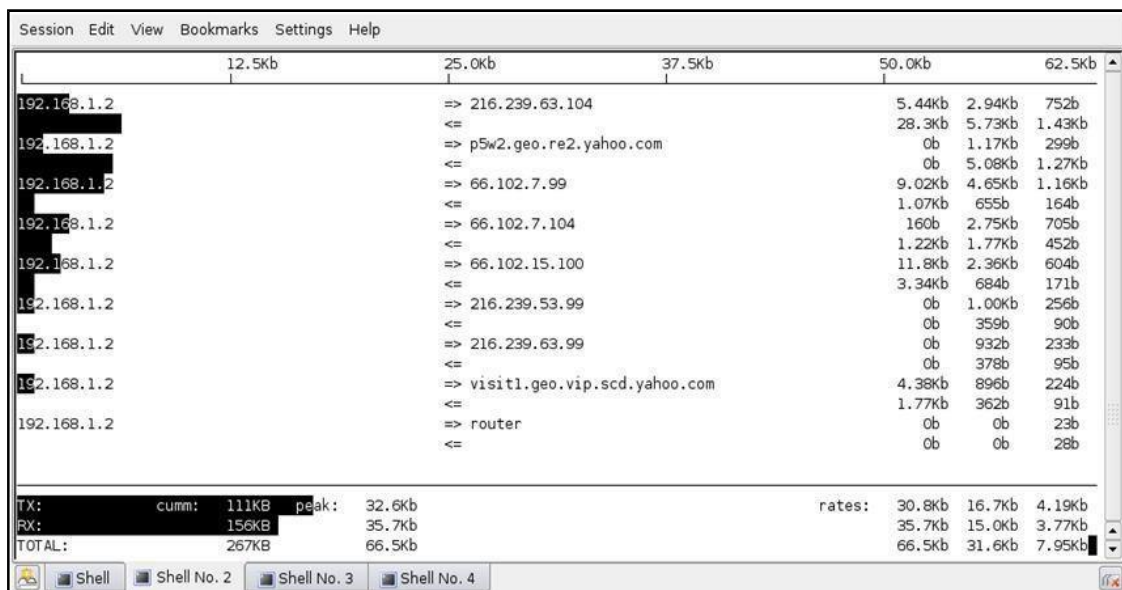 Session Edit View Bookmarks Settings Help
12.5Kb 25.0Kb 37.5Kb 50.0Kb 62.5Kb
192.168.1.2 => 216.239.63.104 5.44Kb 2.94Kb 752b
<= 28.3Kb 5.73Kb 1.43Kb
192.168.1.2 => p5w2.geo.re2.yahoo.com 0b 1.17Kb 299b
<= 0b 5.08Kb 1.27Kb
192.168.1.2 => 66.102.7.99 9.02Kb 4.65Kb 1.16Kb
<= 1.07Kb 655b 164b
192.168.1.2 => 66.102.7.104 160b 2.75Kb 705b
<= 1.22Kb 1.77Kb 452b
192.168.1.2 => 66.102.15.100 11.8Kb 2.36Kb 604b
<= 3.34Kb 684b 171b
192.168.1.2 => 216.239.53.99 0b 1.00Kb 256b
<= 0b 359b 90b
192.168.1.2 => 216.239.63.99 0b 932b 233b
<= 0b 378b 95b
192.168.1.2 => visit1.geo.vip.scd.yahoo.com 4.38Kb 896b 224b
<= 1.77Kb 362b 91b
192.168.1.2 => router 0b 0b 23b
<= 0b 0b 28b
TX: cumm: 111KB peak: 32.6Kb rates: 30.8Kb 16.7Kb 4.19Kb
RX: 156KB 35.7Kb 35.7Kb 15.0Kb 3.77Kb
TOTAL: 267KB 66.5Kb 66.5Kb 31.6Kb 7.95Kb
Shell Shell No. 2 Shell No. 3 Shell No. 4